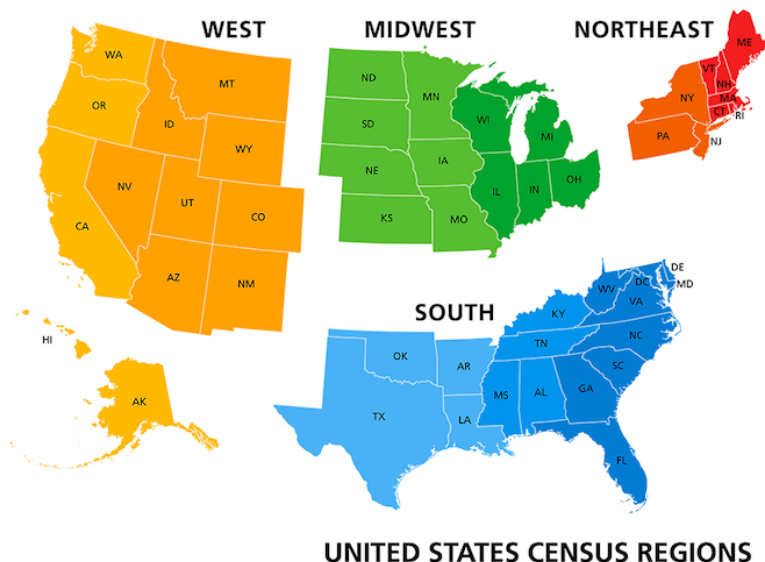 WEST
MIDWEST
NORTHEAST
WA
OR
CA
NV
ID
MT
WY
UT
CO
AZ
NM
HI
AK
ND
SD
NE
KS
MN
IA
MO
WI
IL
MI
IN
OH
ME
VT
NH
MA
CT
RI
NY
PA
NJ
SOUTH
OK
TX
AR
LA
KY
TN
MS
AL
WV
DC
DE
MD
VA
NC
SC
GA
FL
UNITED STATES CENSUS REGIONS